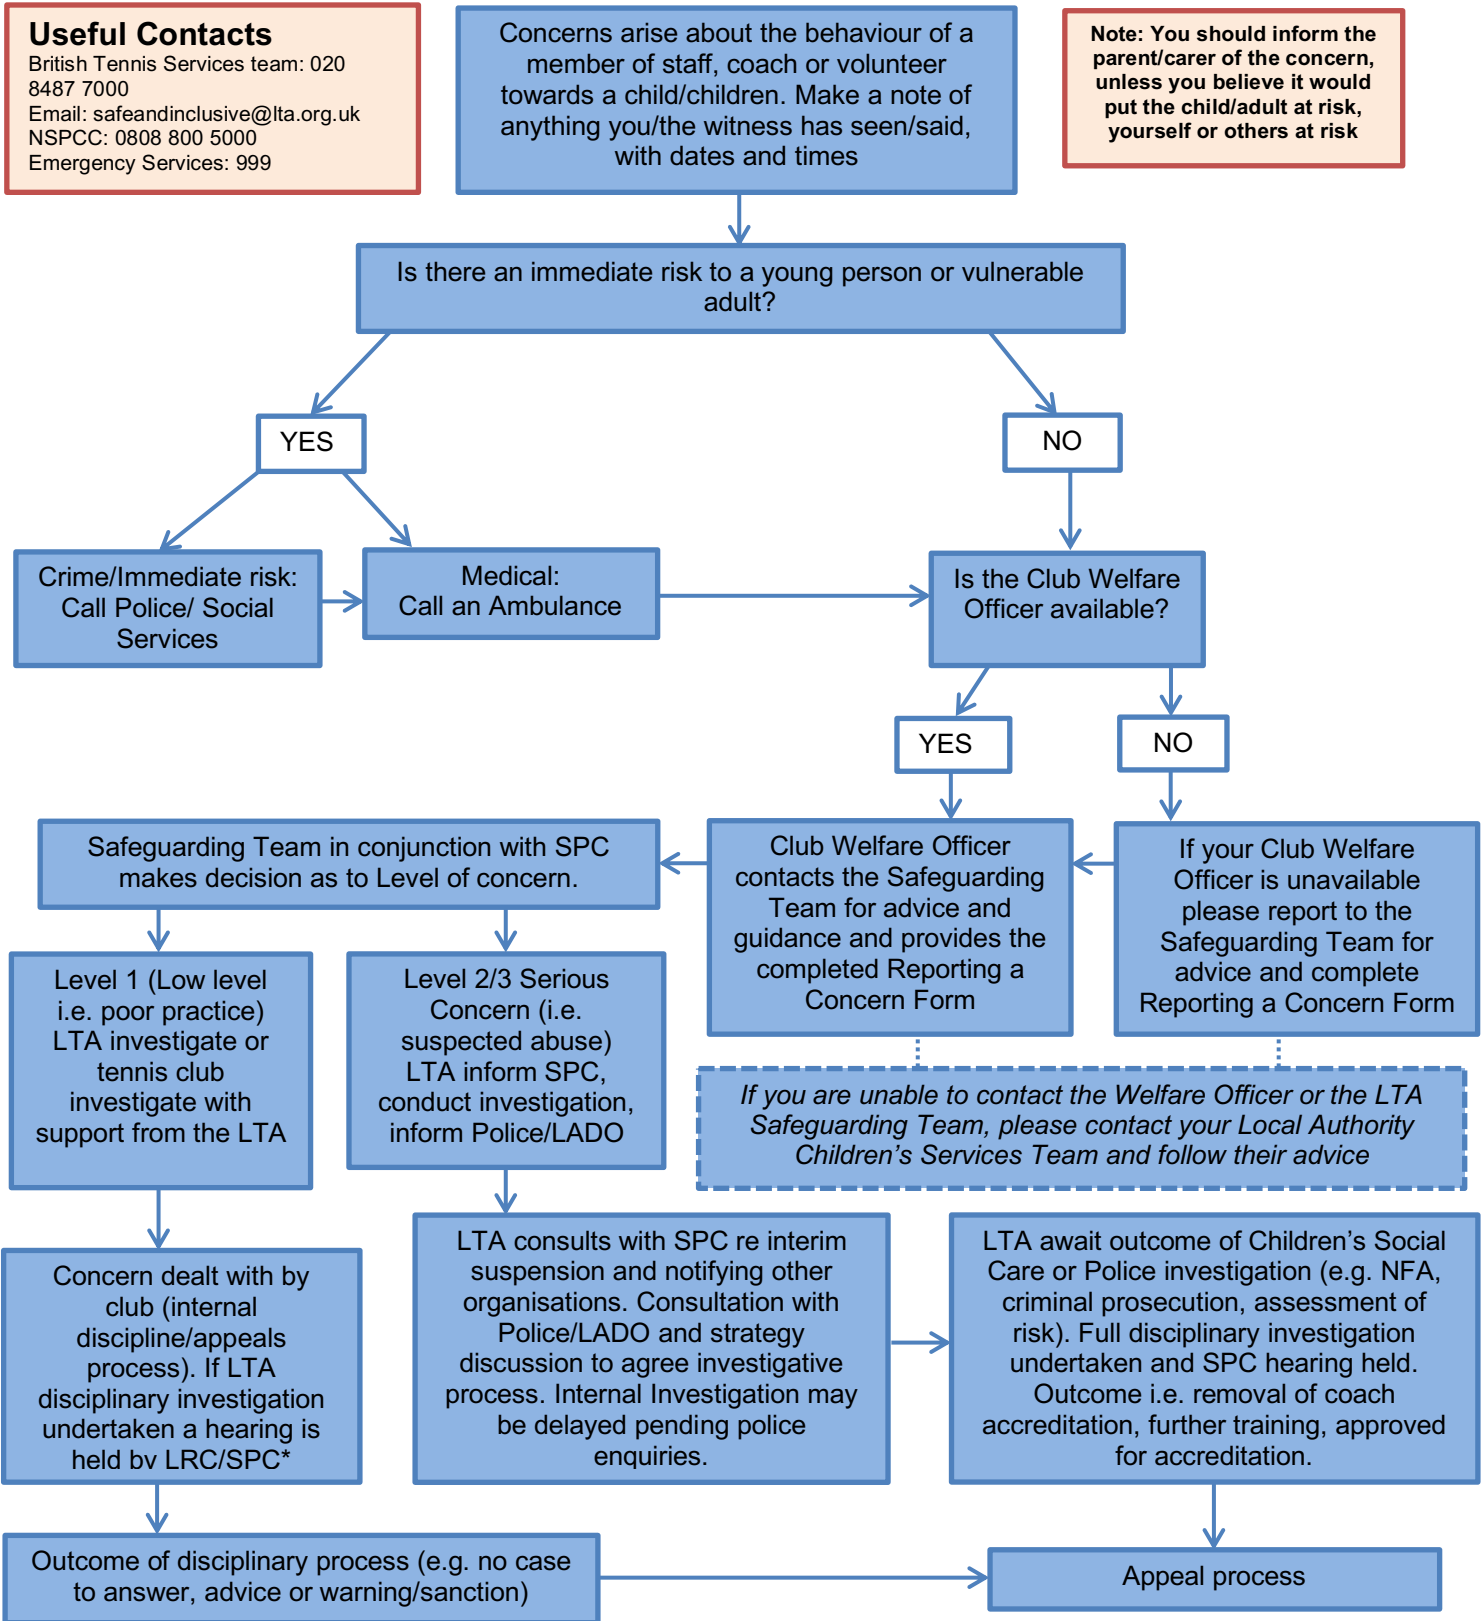 Useful Contacts
British Tennis Services team: 020
8487 7000
Email: safeandinclusive@lta.org.uk
NSPCC: 0808 800 5000
Emergency Services: 999
Concerns arise about the behaviour of a
member of staff, coach or volunteer
towards a child/children. Make a note of
anything you/the witness has seen/said,
with dates and times
Note: You should inform the
parent/carer of the concern,
unless you believe it would
put the child/adult at risk,
yourself or others at risk
Is there an immediate risk to a young person or vulnerable
adult?
YES
NO
Crime/Immediate risk:
Call Police/ Social
Services
Medical:
Call an Ambulance
Is the Club Welfare
Officer available?
YES
NO
Safeguarding Team in conjunction with SPC
makes decision as to Level of concern.
Club Welfare Officer
contacts the Safeguarding
Team for advice and
guidance and provides the
completed Reporting a
Concern Form
If your Club Welfare
Officer is unavailable
please report to the
Safeguarding Team for
advice and complete
Reporting a Concern Form
Level 1 (Low level
i.e. poor practice)
LTA investigate or
tennis club
investigate with
support from the LTA
Level 2/3 Serious
Concern (i.e.
suspected abuse)
LTA inform SPC,
conduct investigation,
inform Police/LADO
If you are unable to contact the Welfare Officer or the LTA
Safeguarding Team, please contact your Local Authority
Children's Services Team and follow their advice
Concern dealt with by
club (internal
discipline/appeals
process). If LTA
disciplinary investigation
undertaken a hearing is
held by LRC/SPC*
LTA consults with SPC re interim
suspension and notifying other
organisations. Consultation with
Police/LADO and strategy
discussion to agree investigative
process. Internal Investigation may
be delayed pending police
enquiries.
LTA await outcome of Children's Social
Care or Police investigation (e.g. NFA,
criminal prosecution, assessment of
risk). Full disciplinary investigation
undertaken and SPC hearing held.
Outcome i.e. removal of coach
accreditation, further training, approved
for accreditation.
Outcome of disciplinary process (e.g. no case
to answer, advice or warning/sanction)
Appeal process